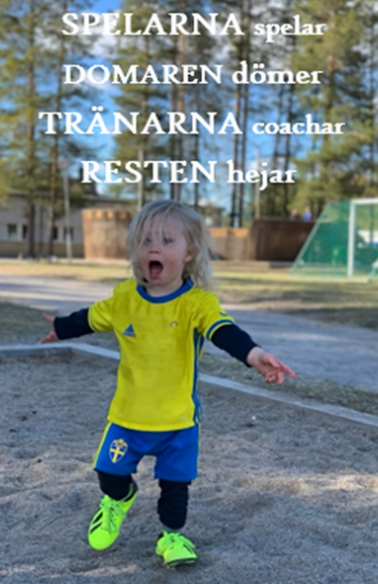 SPELARNA spelar
DOMAREN dömer
TRÄNARNA coachar
RESTEN hejar